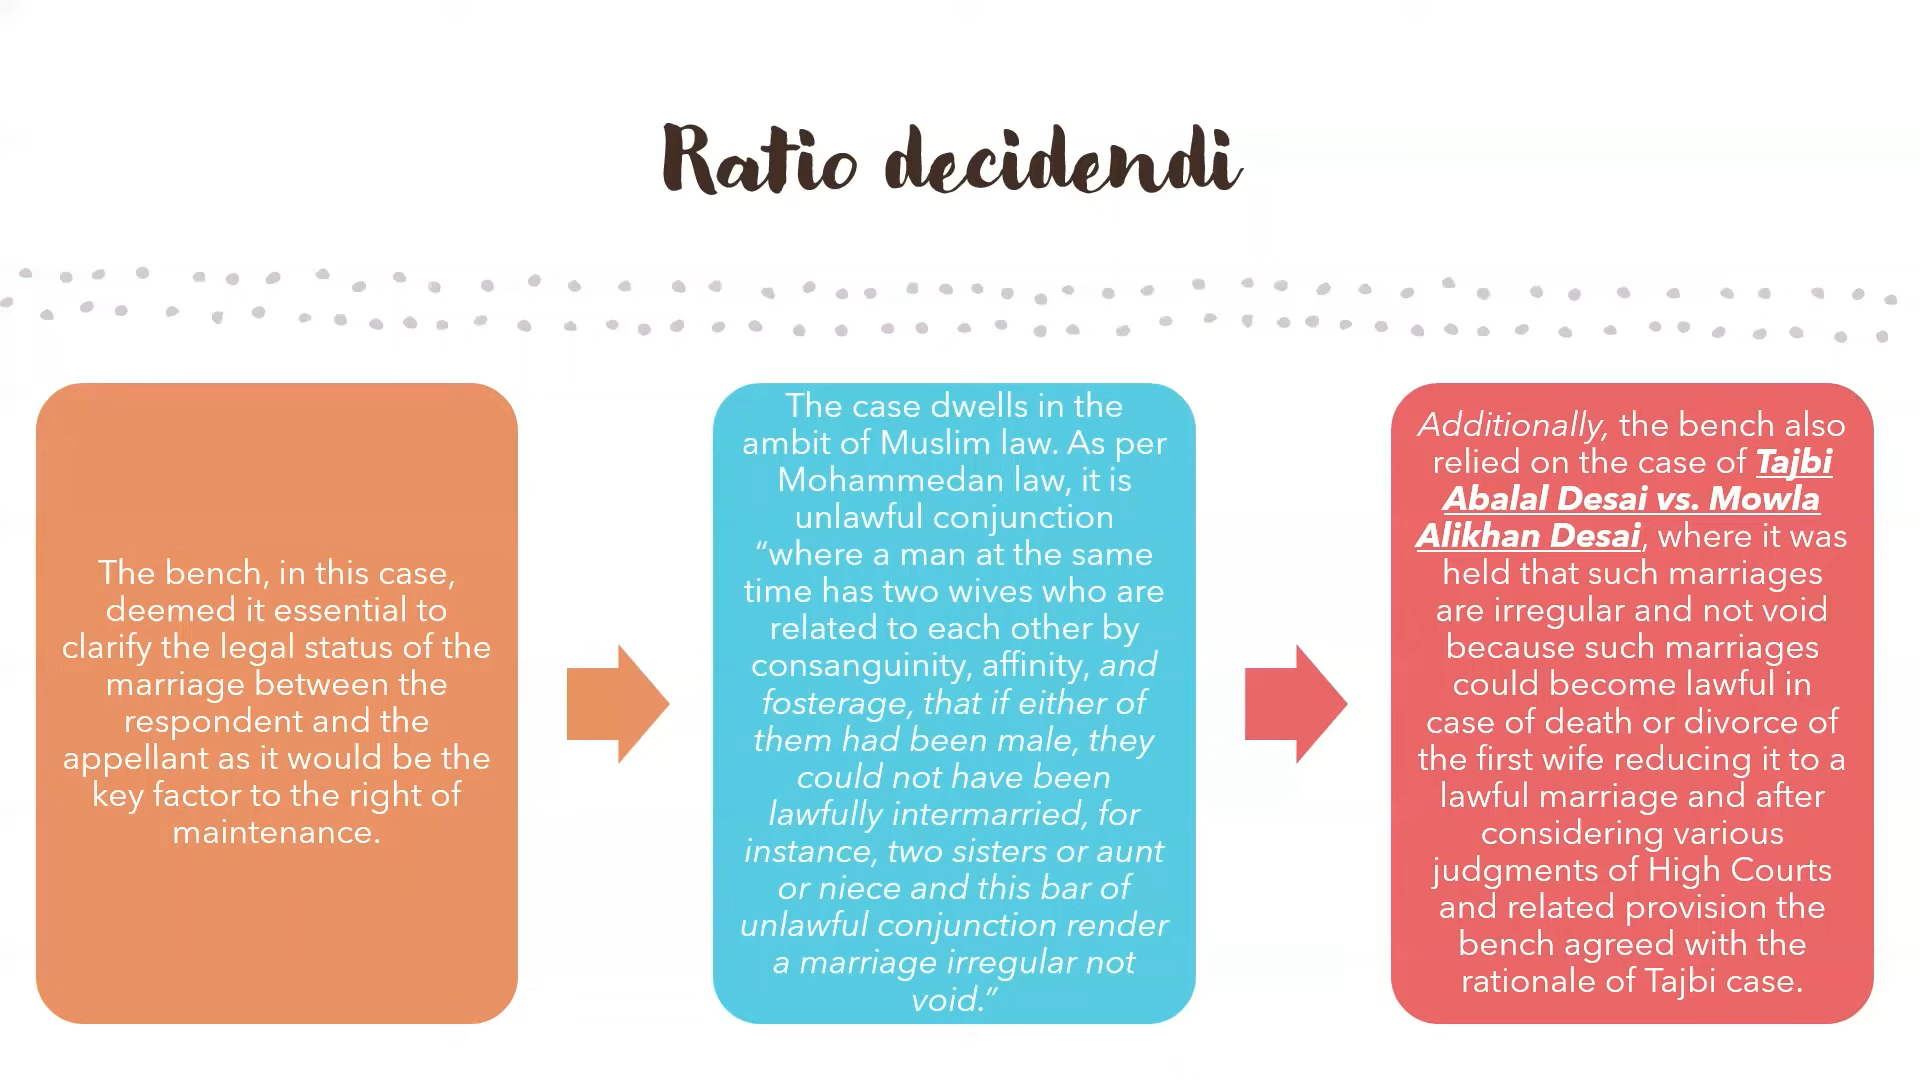 Ratio decidendi
The bench, in this case,
deemed it essential to
clarify the legal status of the
marriage between the
respondent and the
appellant as it would be the
key factor to the right of
maintenance.
The case dwells in the
ambit of Muslim law. As per
Mohammedan law, it is
unlawful conjunction
“where a man at the same
time has two wives who are
related to each other by
consanguinity, affinity, and
fosterage, that if either of
them had been male, they
could not have been
lawfully intermarried, for
instance, two sisters or aunt
or niece and this bar of
unlawful conjunction render
a marriage irregular not
void.”
Additionally, the bench also
relied on the case of Tajbi
Abalal Desai vs. Mowla
Alikhan Desai, where it was
held that such marriages
are irregular and not void
because such marriages
could become lawful in
case of death or divorce of
the first wife reducing it to a
lawful marriage and after
considering various
judgments of High Courts
and related provision the
bench agreed with the
rationale of Tajbi case.